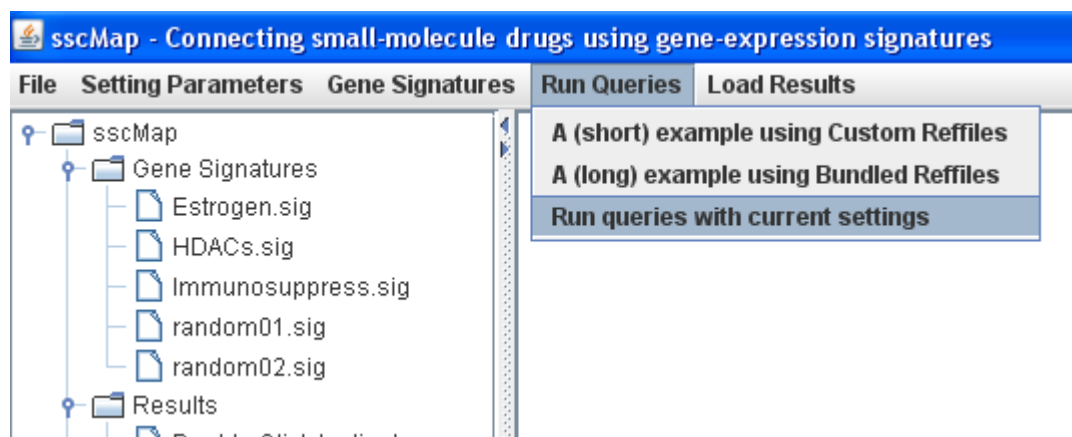 sscMap - Connecting small-molecule drugs using gene-expression signatures
File Setting Parameters Gene Signatures Run Queries Load Results
A (short) example using Custom Reffiles
A (long) example using Bundled Reffiles
Run queries with current settings
sscMap
Gene Signatures
Estrogen.sig
HDACs.sig
Immunosuppress.sig
random01.sig
random02.sig
Results